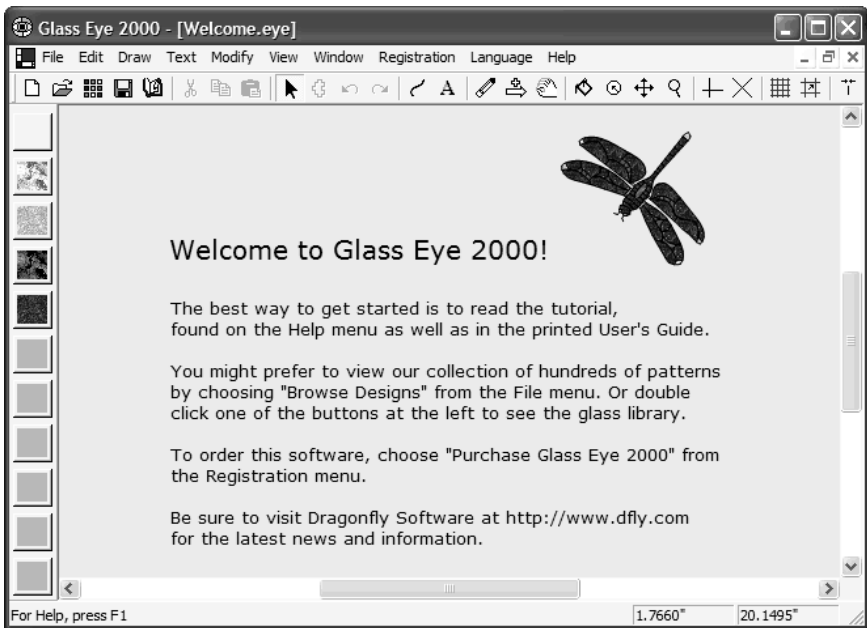 Glass Eye 2000 - [Welcome.eye]
File Edit Draw Text Modify View Window Registration Language Help
A
Welcome to Glass Eye 2000!
The best way to get started is to read the tutorial,
found on the Help menu as well as in the printed User's Guide.
You might prefer to view our collection of hundreds of patterns
by choosing "Browse Designs" from the File menu. Or double
click one of the buttons at the left to see the glass library.
To order this software, choose "Purchase Glass Eye 2000" from
the Registration menu.
Be sure to visit Dragonfly Software at http://www.dfly.com
for the latest news and information.
For Help, press F1 1.7660" 20.1495"